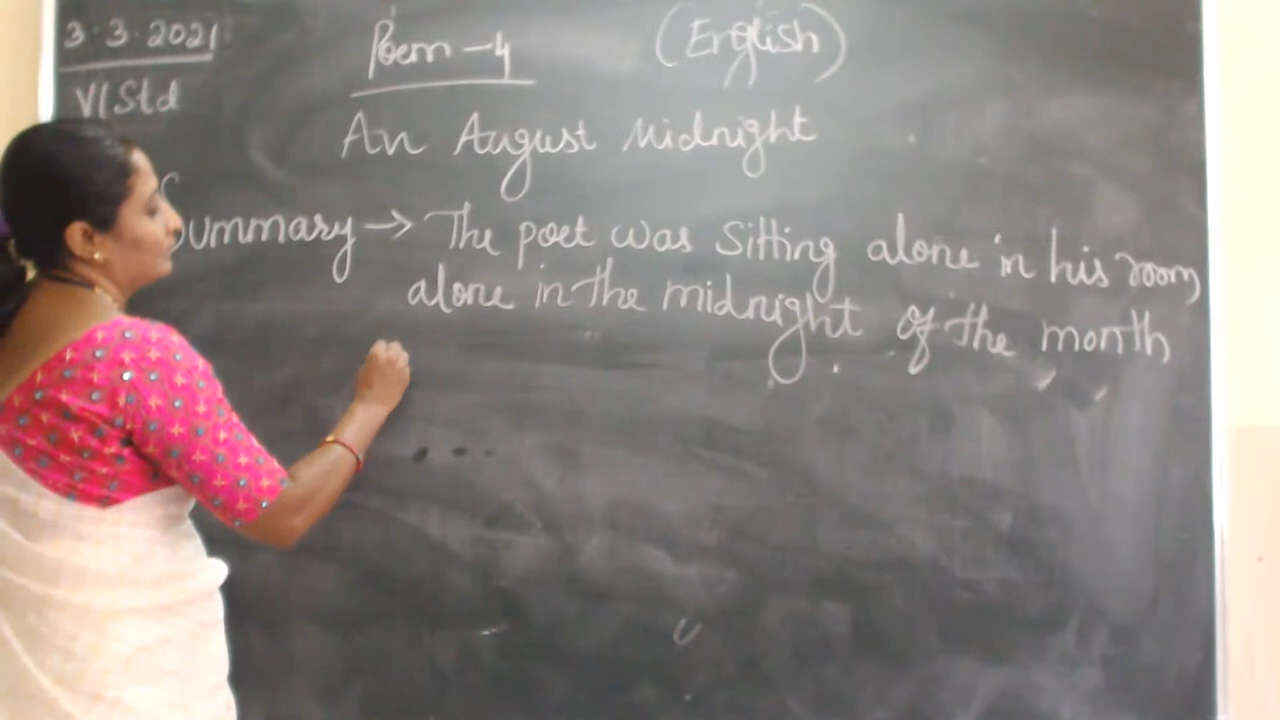 3.3.2021
Poem-4
(English)
VI Std
An August Midnight
Summary → The poet was sitting alone in his room,
alone in the midnight of the month